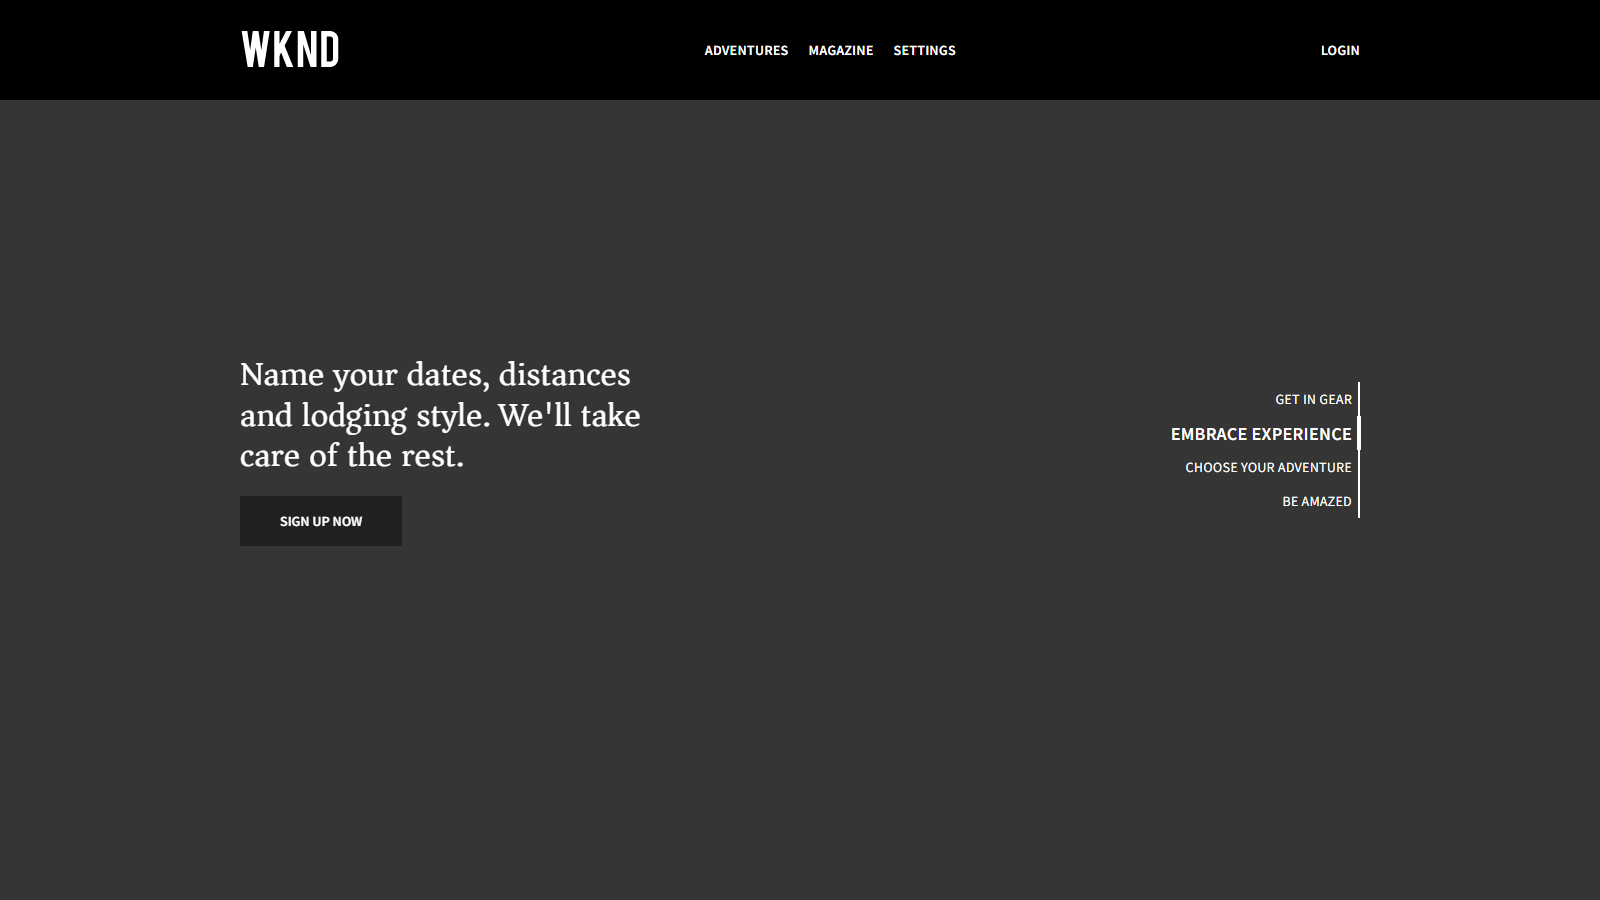 WKND
ADVENTURES MAGAZINE SETTINGS
LOGIN
Name your dates, distances
and lodging style. We'll take
care of the rest.
SIGN UP NOW
GET IN GEAR
EMBRACE EXPERIENCE
CHOOSE YOUR ADVENTURE
BE AMAZED